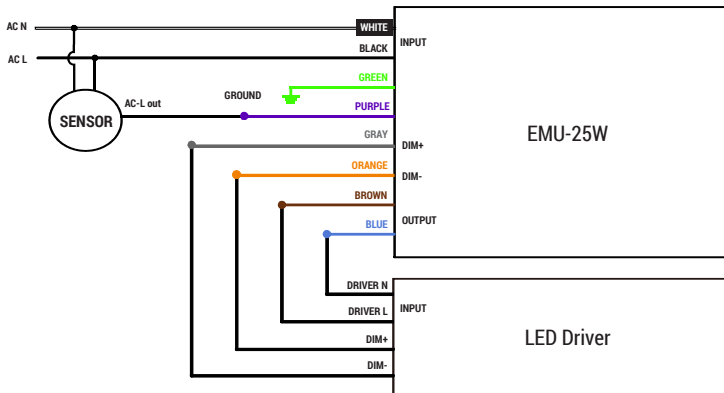 AC N
WHITE
INPUT
BLACK
AC L
GREEN
GROUND
AC-L out
PURPLE
SENSOR
EMU-25W
GRAY
DIM+
ORANGE
DIM-
BROWN
BLUE
OUTPUT
DRIVER N
INPUT
DRIVER L
LED Driver
DIM+
DIM-